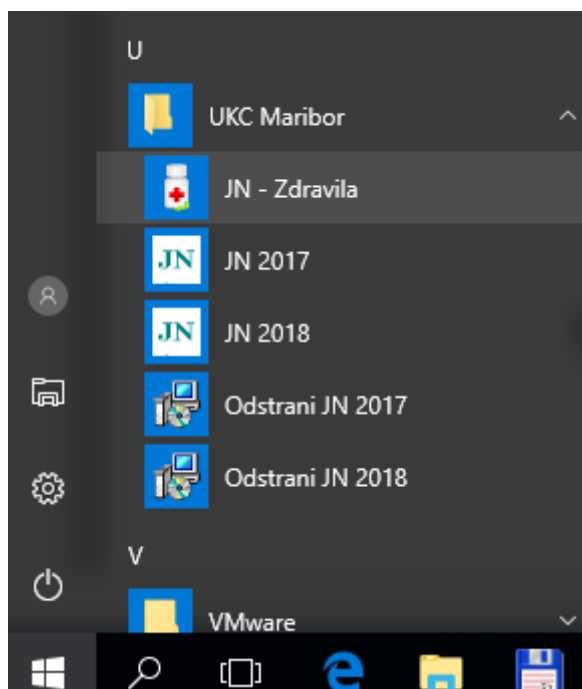 U
UKC Maribor
JN - Zdravila
JN JN 2017
JN JN 2018
Odstrani JN 2017
Odstrani JN 2018
V
VMware